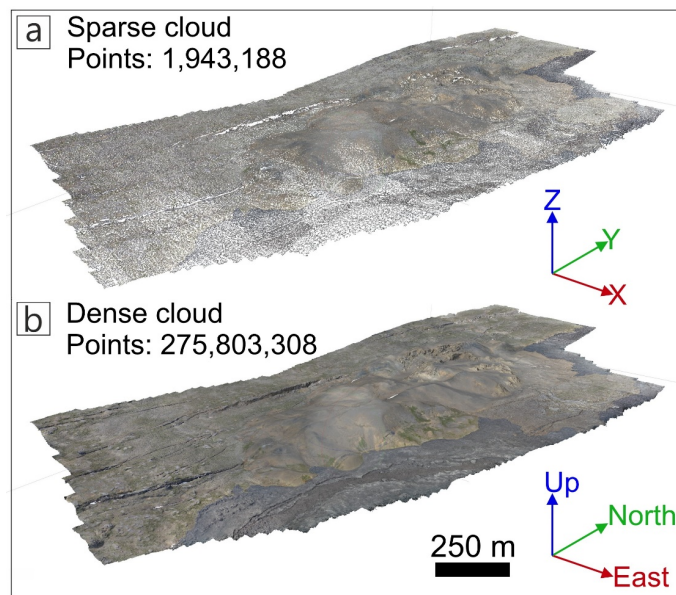 a
Sparse cloud
Points: 1,943,188
Z
Y
X
b
Dense cloud
Points: 275,803,308
Up
North
250 m
East